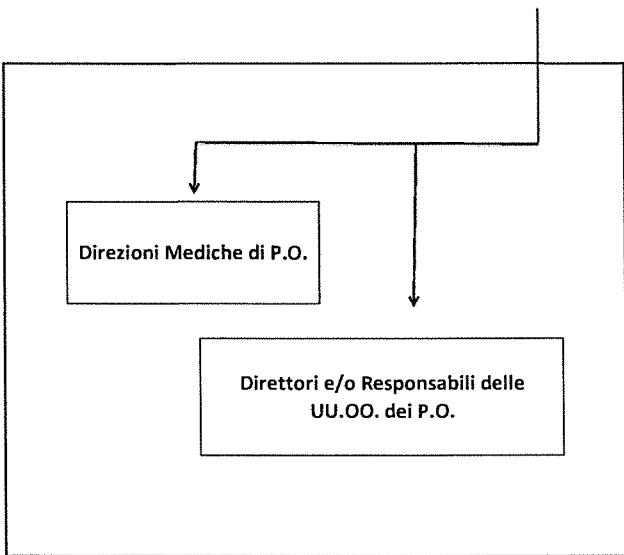 Direzioni Mediche di P.O.
Direttori e/o Responsabili delle
UU.OO. dei P.O.